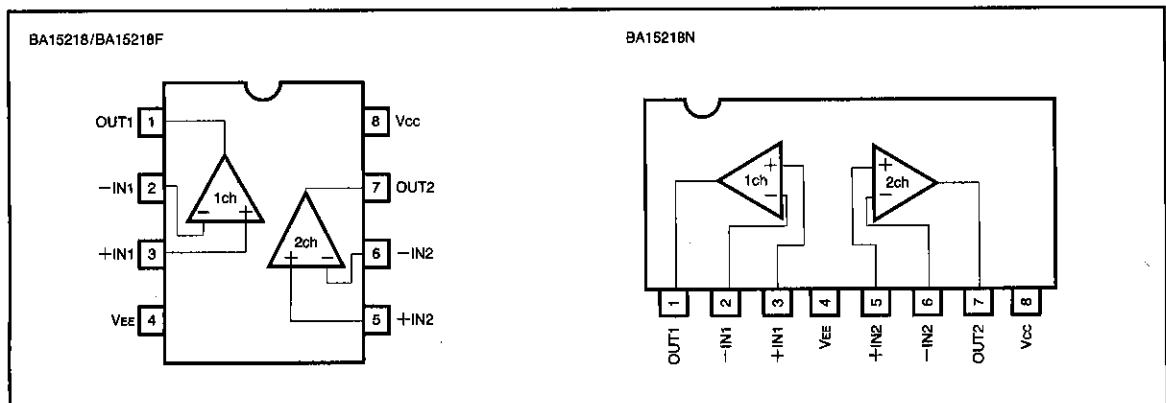 BA15218/BA15218F
OUT1 1
−IN1 2
+IN1 3
VEE 4
8 Vcc
7 OUT2
6 −IN2
5 +IN2
1ch
− +
2ch
+ −
BA15218N
1ch
+
−
2ch
+
−
1 2 3 4 5 6 7 8
OUT1 −IN1 +IN1 VEE +IN2 −IN2 OUT2 Vcc